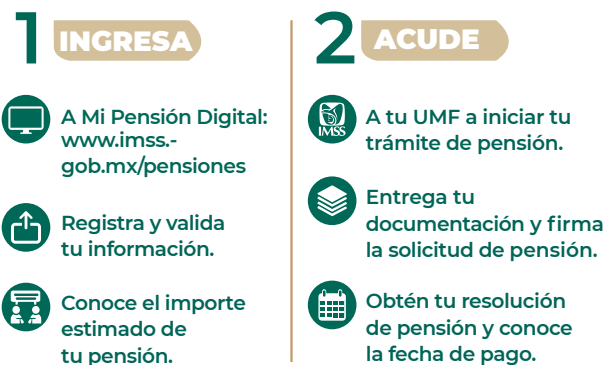 1 INGRESA
A Mi Pensión Digital:
www.imss.-
gob.mx/pensiones
Registra y valida
tu información.
Conoce el importe
estimado de
tu pensión.
2 ACUDE
IMSS
A tu UMF a iniciar tu
trámite de pensión.
Entrega tu
documentación y firma
la solicitud de pensión.
Obtén tu resolución
de pensión y conoce
la fecha de pago.